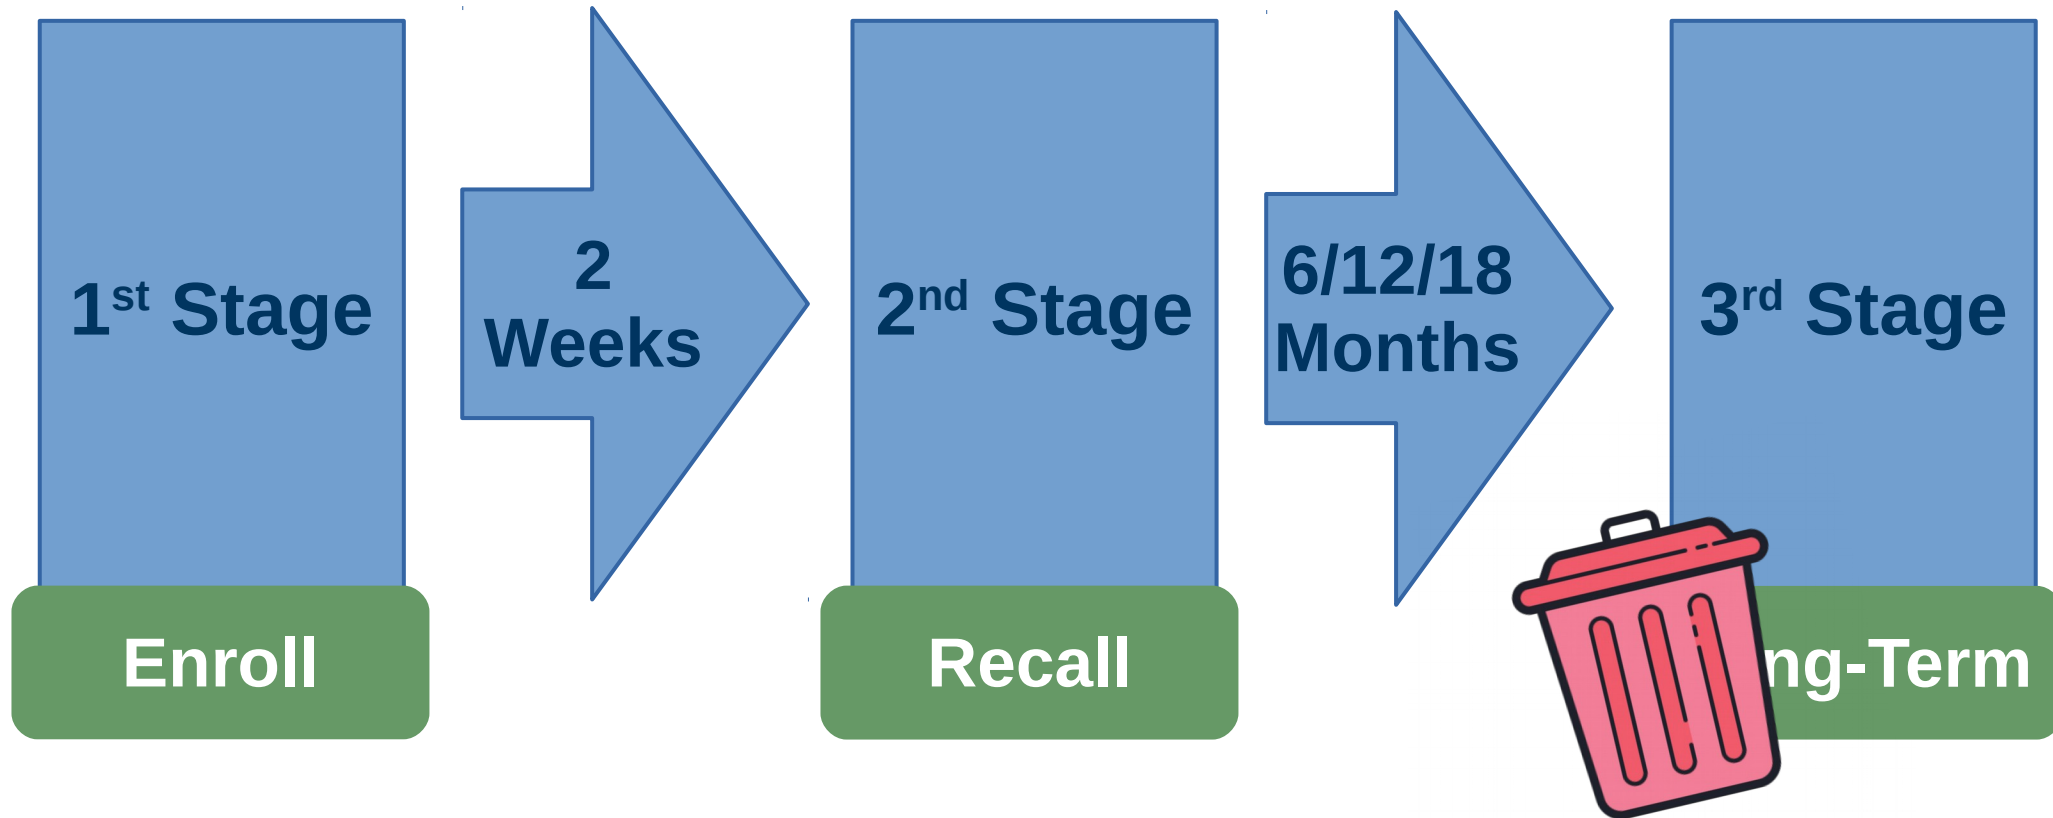 1st Stage
2
Weeks
2nd Stage
6/12/18
Months
3rd Stage
Enroll
Recall
ng-Term